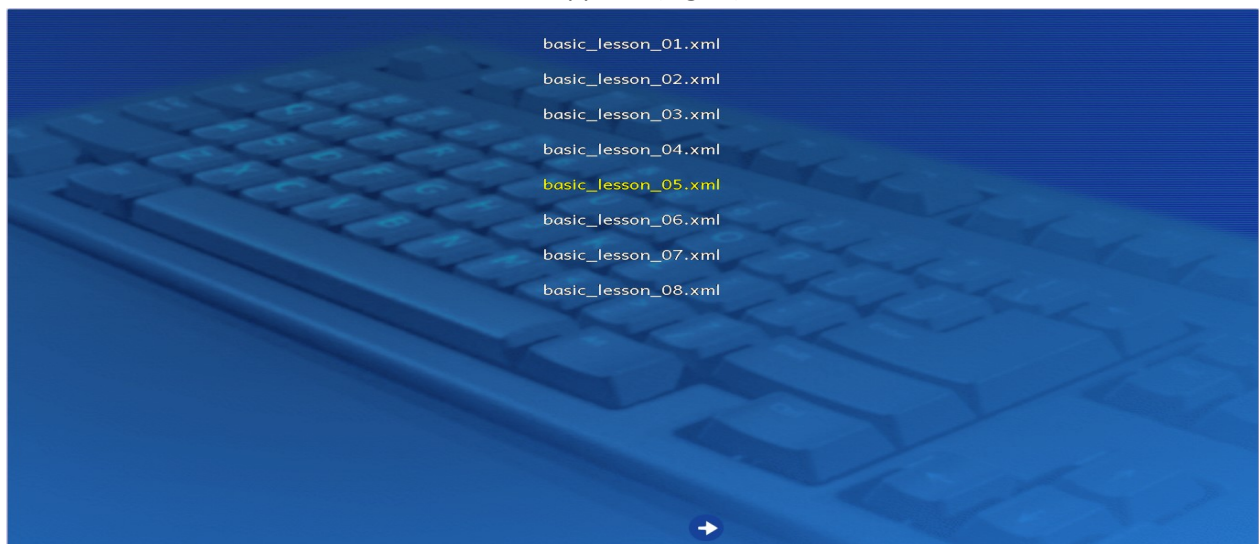 basic_lesson_01.xml
basic_lesson_02.xml
basic_lesson_03.xml
basic_lesson_04.xml
basic_lesson_05.xml
basic_lesson_06.xml
basic_lesson_07.xml
basic_lesson_08.xml